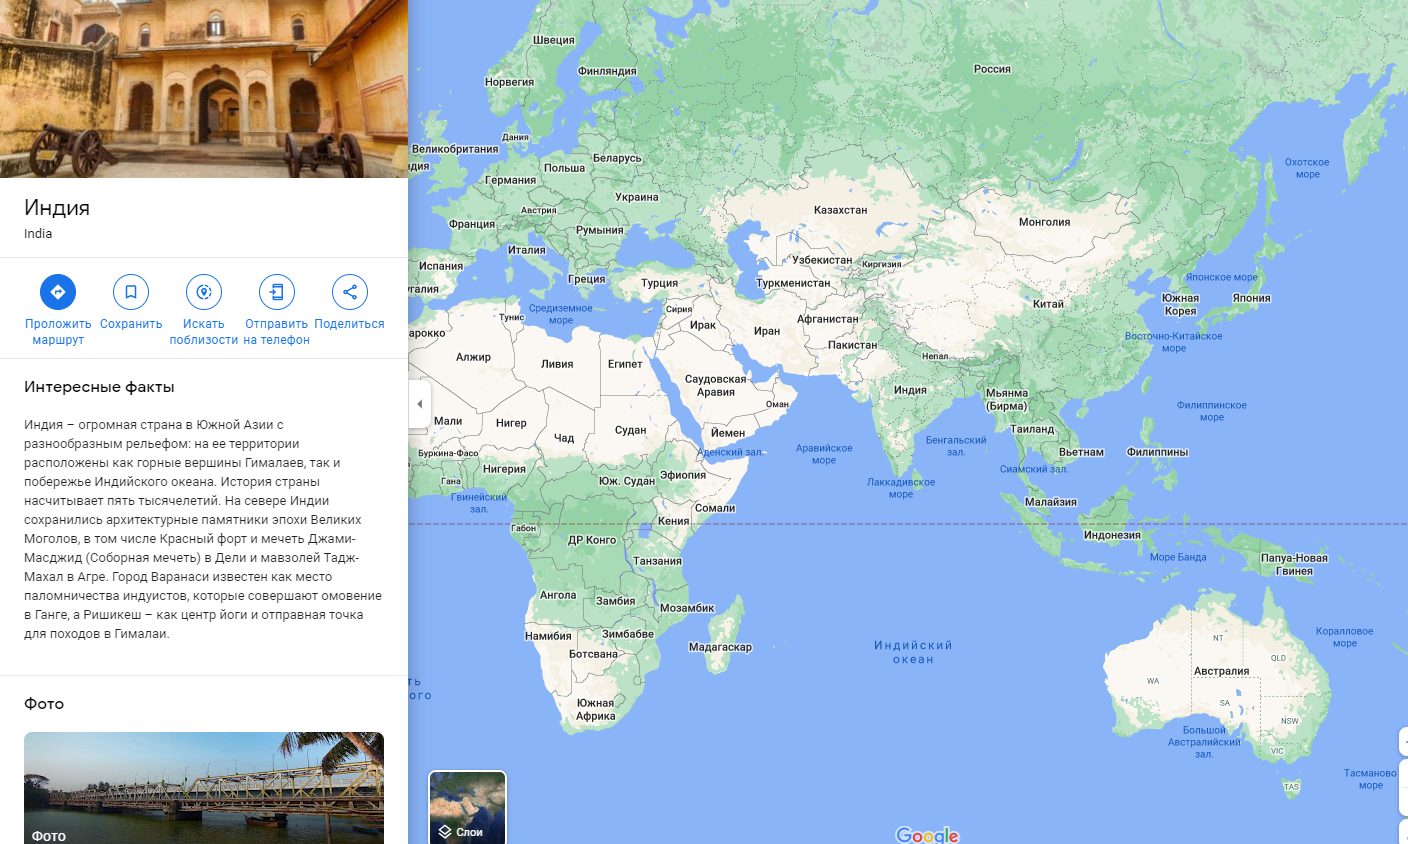 Индия
India
Проложить
маршрут
Сохранить
Искать
поблизости
Отправить
на телефон
Поделиться
Интересные факты
Индия – огромная страна в Южной Азии с
разнообразным рельефом: на ее территории
расположены как горные вершины Гималаев, так и
побережье Индийского океана. История страны
насчитывает пять тысячелетий. На севере Индии
сохранились архитектурные памятники эпохи Великих
Моголов, в том числе Красный форт и мечеть Джами-
Масджид (Соборная мечеть) в Дели и мавзолей Тадж-
Махал в Агре. Город Варанаси известен как место
паломничества индуистов, которые совершают омовение
в Ганге, а Ришикеш – как центр йоги и отправная точка
для походов в Гималаи.
Фото
Фото
Швеция
Россия
Финляндия
Норвегия
Дания
Великобритания
ндия
Беларусь
Польша
Германия
Охотское
море
Украина
Австрия
Казахстан
Франция
Монголия
Румыния
Италия
Узбекистан
Киргизия
Испания
Греция
Турция
Туркменистан
Японское море
угалия
Южная
Корея
Япония
Средиземное
море
Сирия
Китай
Тунис
Афганистан
Ирак
Иран
арокко
Восточно-Китайское
море
Пакистан
Непал
Алжир
Ливия
Египет
Саудовская
Аравия
Индия
Мьянма
(Бирма)
Оман
Филиппинское
море
Мали
Нигер
Судан
Йемен
Таиланд
Чад
Бенгальский
зал.
Буркина-Фасо
Аденский зал.
Аравийское
море
Вьетнам
Филиппины
Нигерия
Эфиопия
Сиамский зал.
Гана
Юж. Судан
Лаккадивское
море
Гвинейский
зал.
Малайзия
Сомали
Кения
Габон
ДР Конго
Индонезия
Танзания
Море Банда
Папуа-Новая
Гвинея
Ангола
Замбия
Мозамбик
Намибия
Зимбабве
Коралловое
море
NT
Мадагаскар
Индийский
океан
Ботсвана
QLD
Австралия
WA
ть
ого
Южная
Африка
SA
NSW
Большой
Австралийский
зал.
VIC
Тасманово
море
TAS
Слои
Google